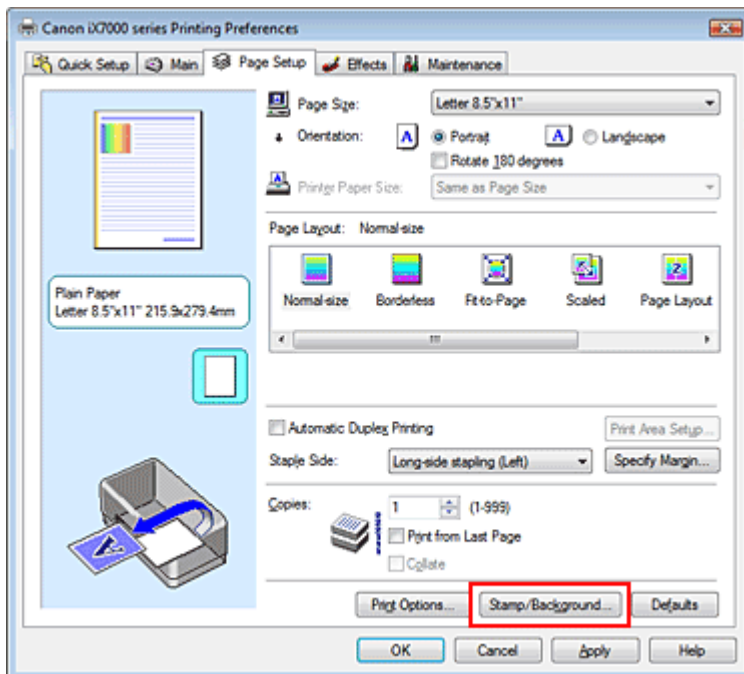 Canon iX7000 series Printing Preferences
Quick Setup Main Page Setup Effects Maintenance
Page Size: Letter 8.5"x11"
Orientation: A Portrait A Landscape
Rotate 180 degrees
Printer Paper Size: Same as Page Size
Page Layout: Normal-size
Normal-size Borderless Fit-to-Page Scaled Page Layout
Plain Paper
Letter 8.5"x11" 215.9x279.4mm
Automatic Duplex Printing Print Area Setup...
Staple Side: Long-side stapling (Left) Specify Margin...
Copies: 1 (1-999)
Print from Last Page
Collate
Print Options... Stamp/Background... Defaults
OK Cancel Apply Help